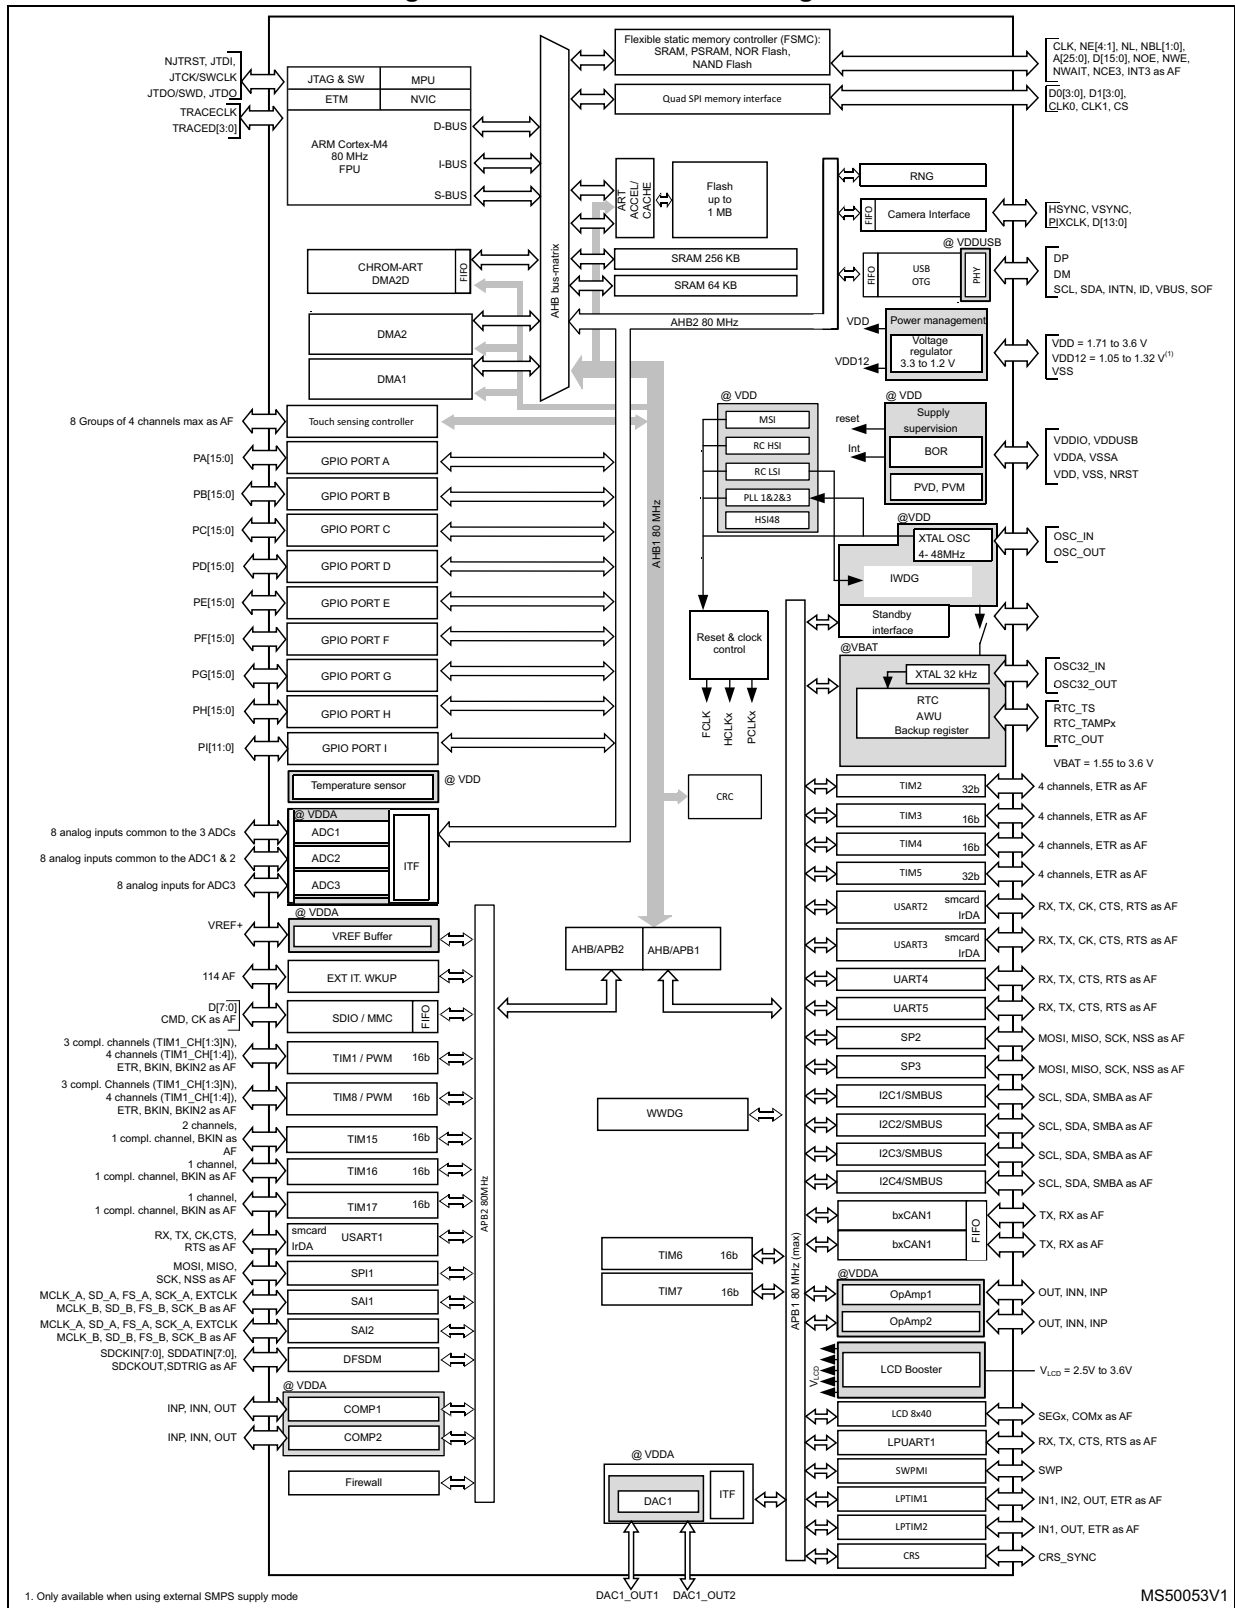 NJTRST, JTDI,
JTCK/SWCLK
JTDO/SWD, JTDO
TRACECLK
TRACED[3:0]
JTAG & SW
MPU
ETM
NVIC
ARM Cortex-M4
80 MHz
FPU
D-BUS
I-BUS
S-BUS
AHB bus-matrix
Flexible static memory controller (FSMC):
SRAM, PSRAM, NOR Flash,
NAND Flash
CLK, NE[4:1], NL, NBL[1:0],
A[25:0], D[15:0], NOE, NWE,
NWAIT, NCE3, INT3 as AF
Quad SPI memory interface
D0[3:0], D1[3:0],
CLK0, CLK1, CS
ART
ACCEL/
CACHE
Flash
up to
1 MB
RNG
FIFO
Camera Interface
HSYNC, VSYNC,
PIXCLK, D[13:0]
@ VDDUSB
FIFO
USB
OTG
PHY
DP
DM
SCL, SDA, INTN, ID, VBUS, SOF
CHROM-ART
DMA2D
FIFO
SRAM 256 KB
SRAM 64 KB
AHB2 80 MHz
DMA2
DMA1
VDD
Power management
Voltage
regulator
3.3 to 1.2 V
VDD12
VDD = 1.71 to 3.6 V
VDD12 = 1.05 to 1.32 V(1)
VSS
8 Groups of 4 channels max as AF
Touch sensing controller
@ VDD
MSI
RC HSI
RC LSI
PLL 1&2&3
HSI48
@ VDD
reset
Int
Supply
supervision
BOR
PVD, PVM
VDDIO, VDDUSB
VDDA, VSSA
VDD, VSS, NRST
PA[15:0]
GPIO PORT A
PB[15:0]
GPIO PORT B
PC[15:0]
GPIO PORT C
PD[15:0]
GPIO PORT D
PE[15:0]
GPIO PORT E
PF[15:0]
GPIO PORT F
PG[15:0]
GPIO PORT G
PH[15:0]
GPIO PORT H
PI[11:0]
GPIO PORT I
AHB1 80 MHz
@VDD
XTAL OSC
4- 48MHz
IWDG
OSC_IN
OSC_OUT
Standby
interface
Reset & clock
control
FCLK
HCLKx
PCLKx
@VBAT
XTAL 32 kHz
RTC
AWU
Backup register
OSC32_IN
OSC32_OUT
RTC_TS
RTC_TAMPx
RTC_OUT
VBAT = 1.55 to 3.6 V
Temperature sensor
@ VDD
CRC
@ VDDA
8 analog inputs common to the 3 ADCs
ADC1
8 analog inputs common to the ADC1 & 2
ADC2
8 analog inputs for ADC3
ADC3
ITF
@ VDDA
VREF+
VREF Buffer
AHB/APB2
AHB/APB1
114 AF
EXT IT. WKUP
D[7:0]
CMD, CK as AF
SDIO / MMC
FIFO
3 compl. channels (TIM1_CH[1:3]N),
4 channels (TIM1_CH[1:4]),
ETR, BKIN, BKIN2 as AF
TIM1 / PWM
16b
3 compl. Channels (TIM1_CH[1:3]N),
4 channels (TIM1_CH[1:4]),
ETR, BKIN, BKIN2 as AF
TIM8 / PWM
16b
2 channels,
1 compl. channel, BKIN as
AF
TIM15
16b
1 channel,
1 compl. channel, BKIN as AF
TIM16
16b
1 channel,
1 compl. channel, BKIN as AF
TIM17
16b
RX, TX, CK,CTS,
RTS as AF
smcard
IrDA
USART1
MOSI, MISO,
SCK, NSS as AF
SPI1
MCLK_A, SD_A, FS_A, SCK_A, EXTCLK
MCLK_B, SD_B, FS_B, SCK_B as AF
SAI1
MCLK_A, SD_A, FS_A, SCK_A, EXTCLK
MCLK_B, SD_B, FS_B, SCK_B as AF
SAI2
SDCKIN[7:0], SDDATIN[7:0],
SDCKOUT,SDTRIG as AF
DFSDM
@ VDDA
INP, INN, OUT
COMP1
INP, INN, OUT
COMP2
Firewall
APB2 80MHz
WWDG
TIM6
16b
TIM7
16b
@ VDDA
DAC1
ITF
DAC1_OUT1
DAC1_OUT2
APB1 80 MHz (max)
TIM2
32b
4 channels, ETR as AF
TIM3
16b
4 channels, ETR as AF
TIM4
16b
4 channels, ETR as AF
TIM5
32b
4 channels, ETR as AF
USART2
smcard
IrDA
RX, TX, CK, CTS, RTS as AF
USART3
smcard
IrDA
RX, TX, CK, CTS, RTS as AF
UART4
RX, TX, CTS, RTS as AF
UART5
RX, TX, CTS, RTS as AF
SP2
MOSI, MISO, SCK, NSS as AF
SP3
MOSI, MISO, SCK, NSS as AF
I2C1/SMBUS
SCL, SDA, SMBA as AF
I2C2/SMBUS
SCL, SDA, SMBA as AF
I2C3/SMBUS
SCL, SDA, SMBA as AF
I2C4/SMBUS
SCL, SDA, SMBA as AF
bxCAN1
TX, RX as AF
bxCAN1
TX, RX as AF
FIFO
@VDDA
OpAmp1
OUT, INN, INP
OpAmp2
OUT, INN, INP
VLCD
LCD Booster
VLCD = 2.5V to 3.6V
LCD 8x40
SEGx, COMx as AF
LPUART1
RX, TX, CTS, RTS as AF
SWPMI
SWP
LPTIM1
IN1, IN2, OUT, ETR as AF
LPTIM2
IN1, OUT, ETR as AF
CRS
CRS_SYNC
1. Only available when using external SMPS supply mode
MS50053V1